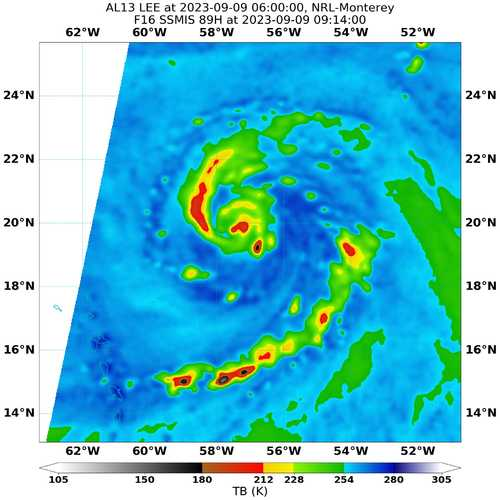 AL13 LEE at 2023-09-09 06:00:00, NRL-Monterey
F16 SSMIS 89H at 2023-09-09 09:14:00
62°W 60°W 58°W 56°W 54°W 52°W
24°N 24°N
22°N 22°N
20°N 20°N
18°N 18°N
16°N 16°N
14°N 14°N
62°W 60°W 58°W 56°W 54°W 52°W
105 150 180 212 228 254 280 305
TB (K)